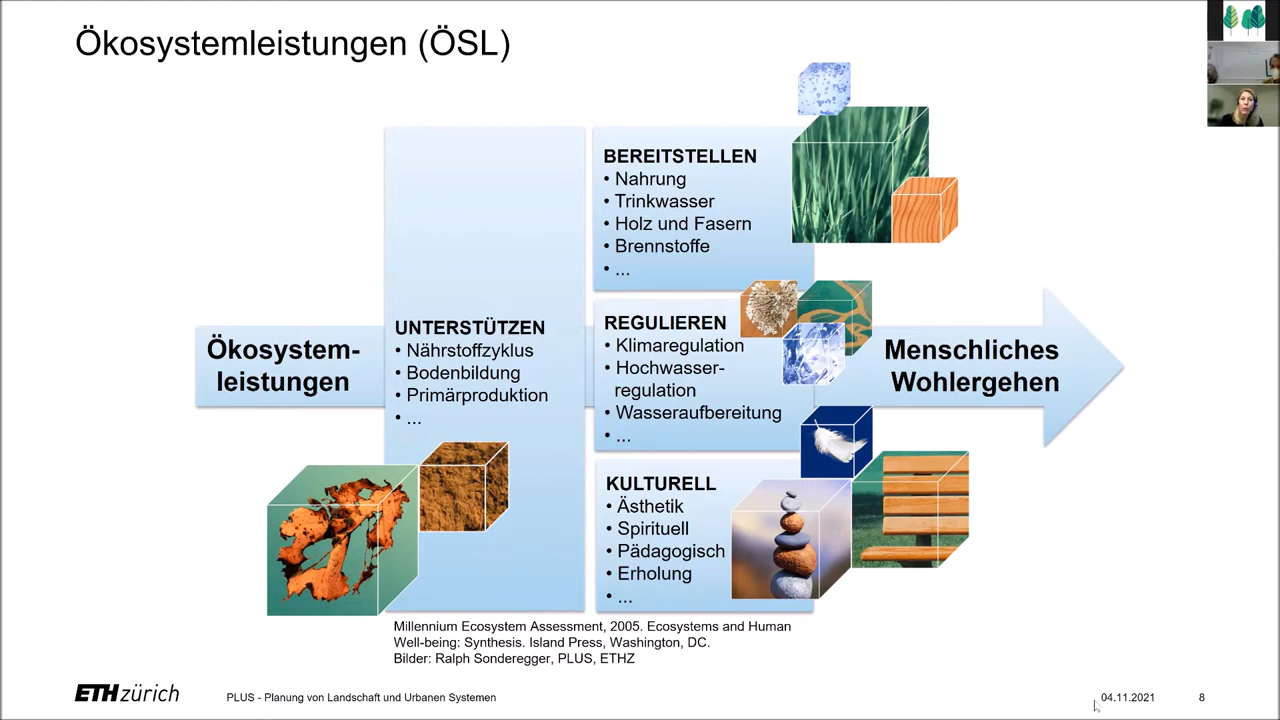 Ökosystemleistungen (ÖSL)
Ökosystem-
leistungen
UNTERSTÜTZEN
• Nährstoffzyklus
• Bodenbildung
• Primärproduktion
• ...
BEREITSTELLEN
• Nahrung
• Trinkwasser
• Holz und Fasern
• Brennstoffe
• ...
REGULIEREN
• Klimaregulation
• Hochwasser-
regulation
• Wasseraufbereitung
• ...
KULTURELL
• Ästhetik
• Spirituell
• Pädagogisch
• Erholung
• ...
Menschliches
Wohlergehen
Millennium Ecosystem Assessment, 2005. Ecosystems and Human
Well-being: Synthesis. Island Press, Washington, DC.
Bilder: Ralph Sonderegger, PLUS, ETHZ
ETH zürich
PLUS - Planung von Landschaft und Urbanen Systemen
04.11.2021
8